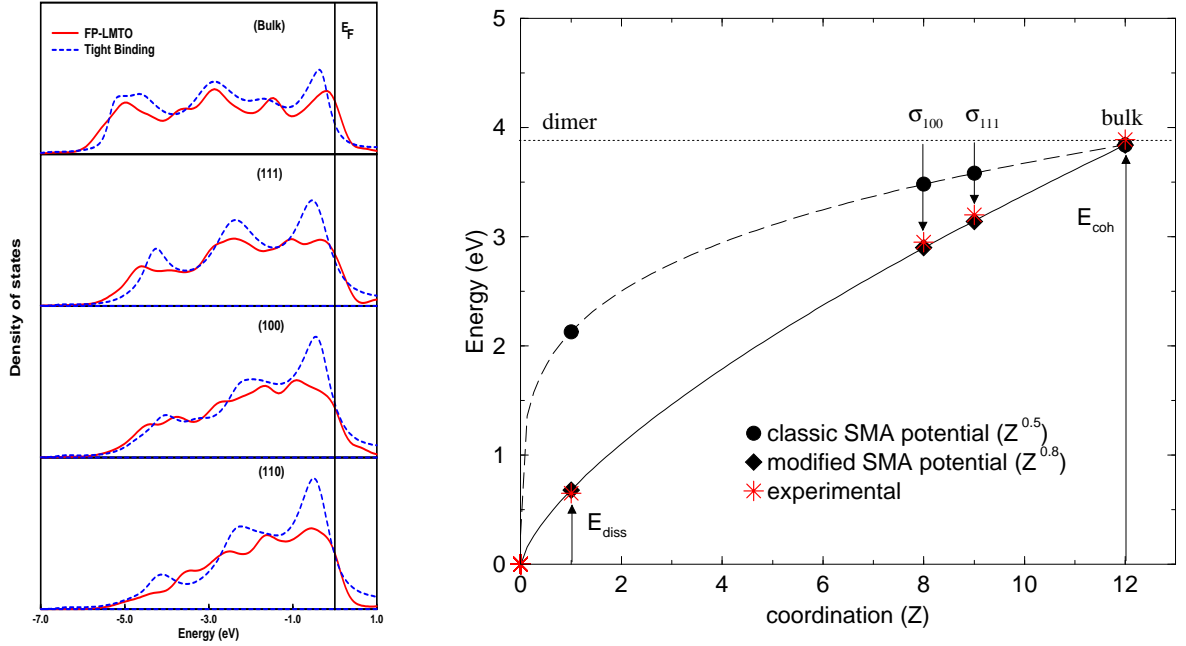 (Bulk)
E_F
FP-LMTO
Tight Binding
(111)
(100)
(110)
Density of states
-7.0 -5.0 -3.0 -1.0 1.0
Energy (eV)
5
4
3
2
1
0
Energy (eV)
dimer
σ_100
σ_111
bulk
E_coh
E_diss
classic SMA potential (Z^0.5)
modified SMA potential (Z^0.8)
experimental
0 2 4 6 8 10 12
coordination (Z)